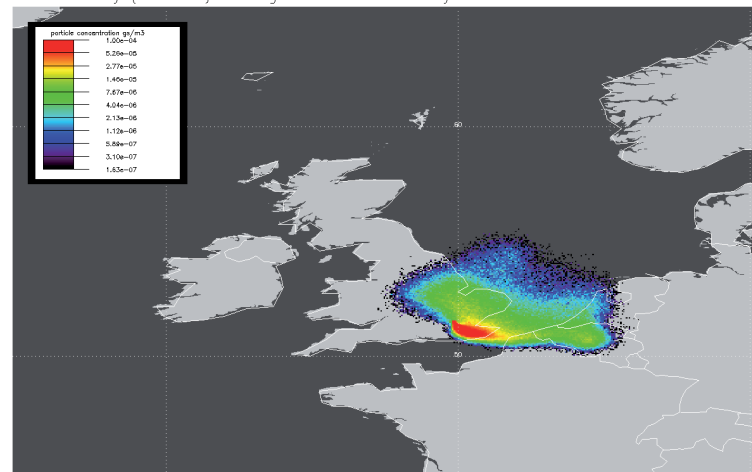 particle concentration gs/m3
1.00e-04
5.26e-05
2.77e-05
1.46e-05
7.67e-06
4.04e-06
2.13e-06
1.12e-06
5.89e-07
3.10e-07
1.63e-07
60
50